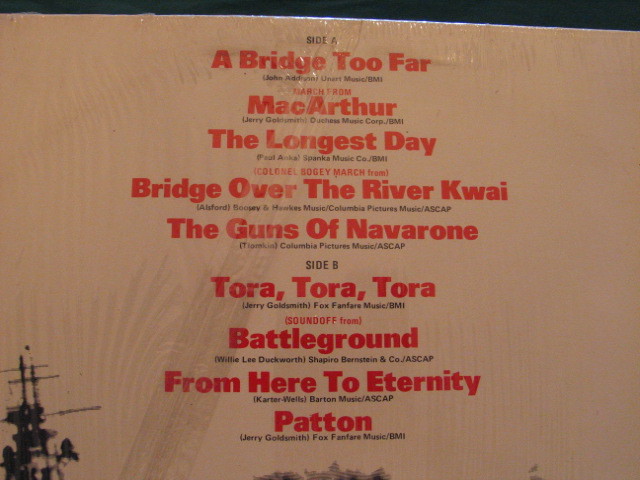 SIDE A
A Bridge Too Far
(John Addison) Unart Music/BMI
MARCH FROM
MacArthur
(Jerry Goldsmith) Duchess Music Corp./BMI
The Longest Day
(Paul Anka) Spanka Music Co./BMI
(COLONEL BOGEY MARCH from)
Bridge Over The River Kwai
(Alsford) Boosey & Hawkes Music/Columbia Pictures Music/ASCAP
The Guns Of Navarone
(Tiomkin) Columbia Pictures Music/ASCAP
SIDE B
Tora, Tora, Tora
(Jerry Goldsmith) Fox Fanfare Music/BMI
(SOUNDOFF from)
Battleground
(Willie Lee Duckworth) Shapiro Bernstein & Co./ASCAP
From Here To Eternity
(Karter-Wells) Barton Music/ASCAP
Patton
(Jerry Goldsmith) Fox Fanfare Music/BMI